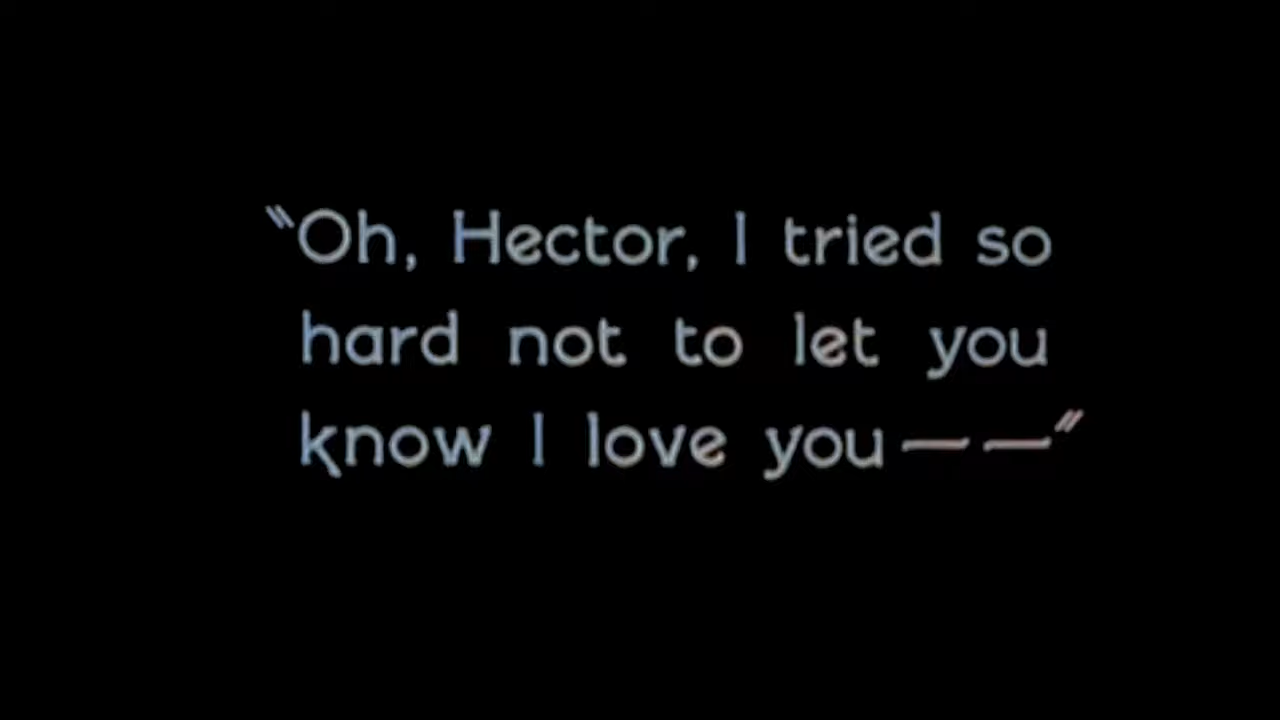 "Oh, Hector, I tried so
hard not to let you
know I love you — —"